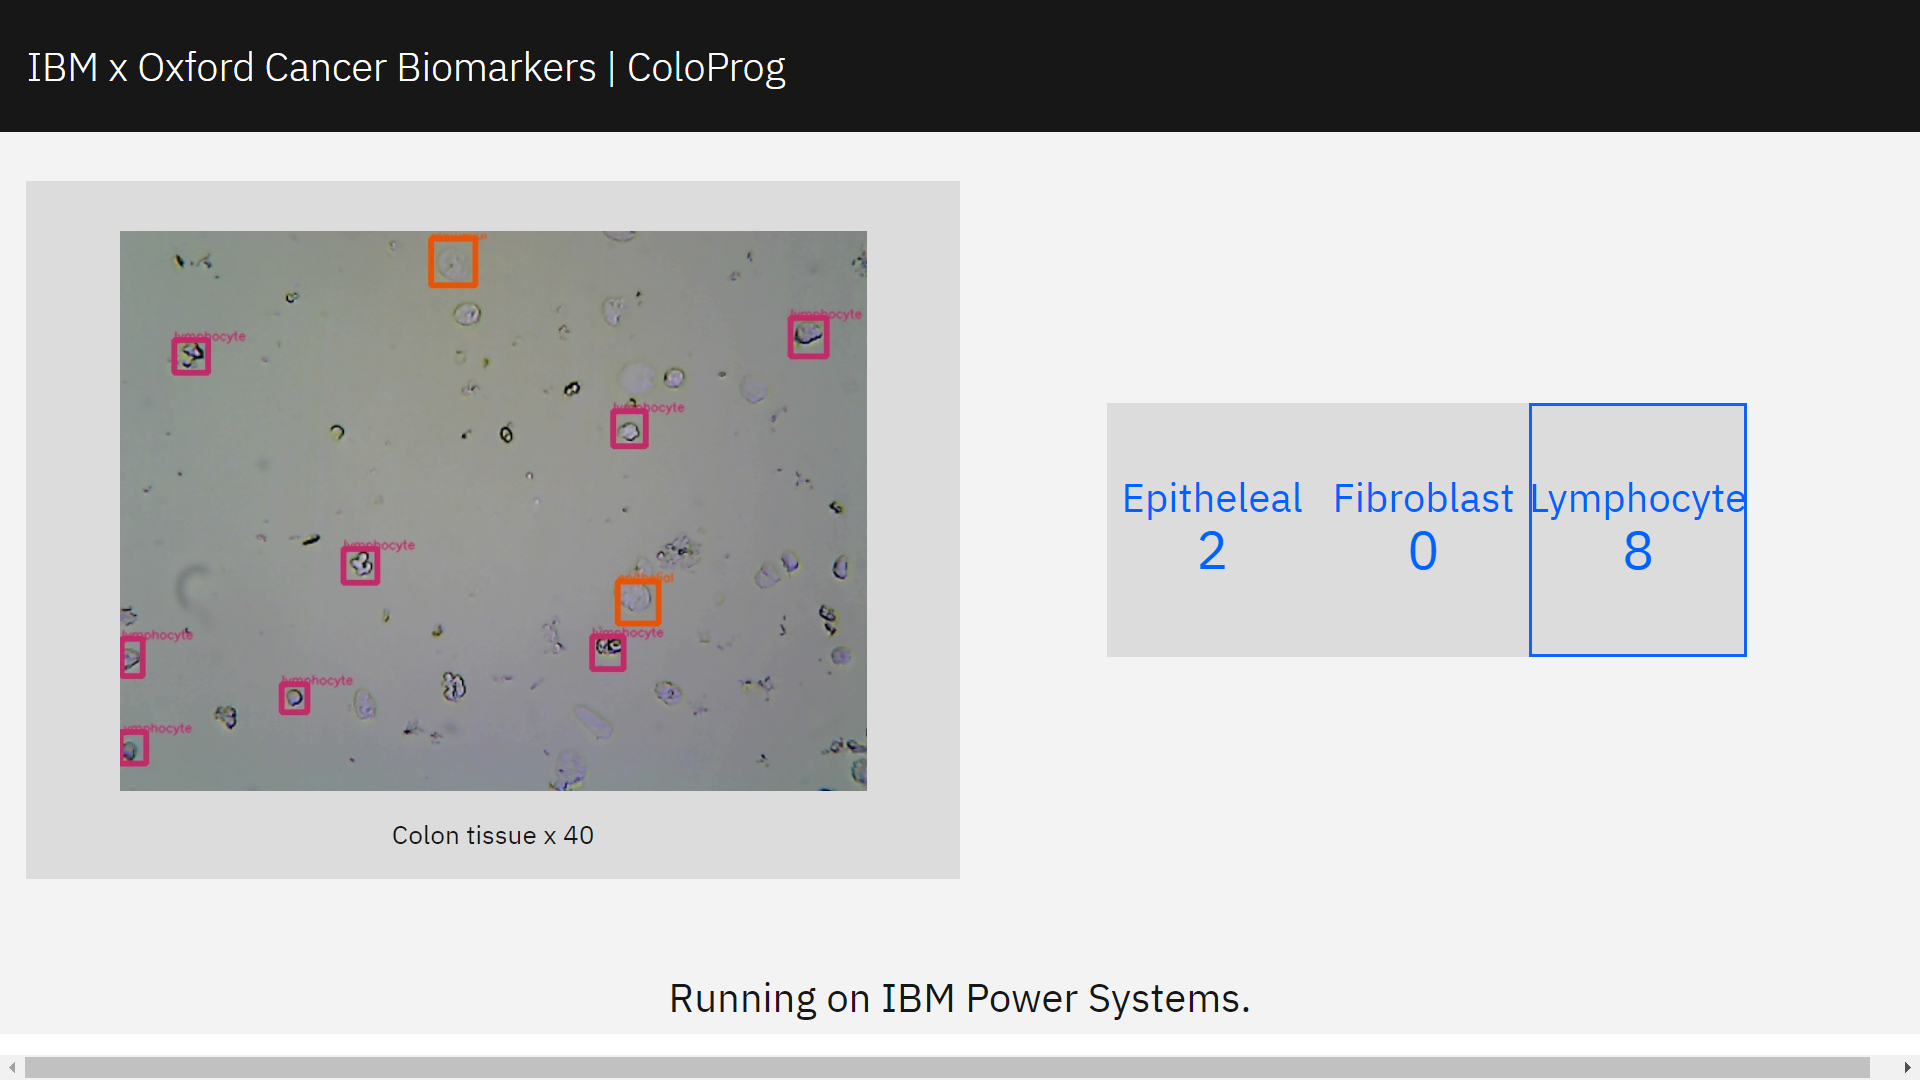 IBM x Oxford Cancer Biomarkers | ColoProg
lymphocyte
lymphocyte
lymphocyte
lymphocyte
lymphocyte
lymphocyte
lymphocyte
Epitheleal Fibroblast Lymphocyte
2 0 8
Colon tissue x 40
Running on IBM Power Systems.